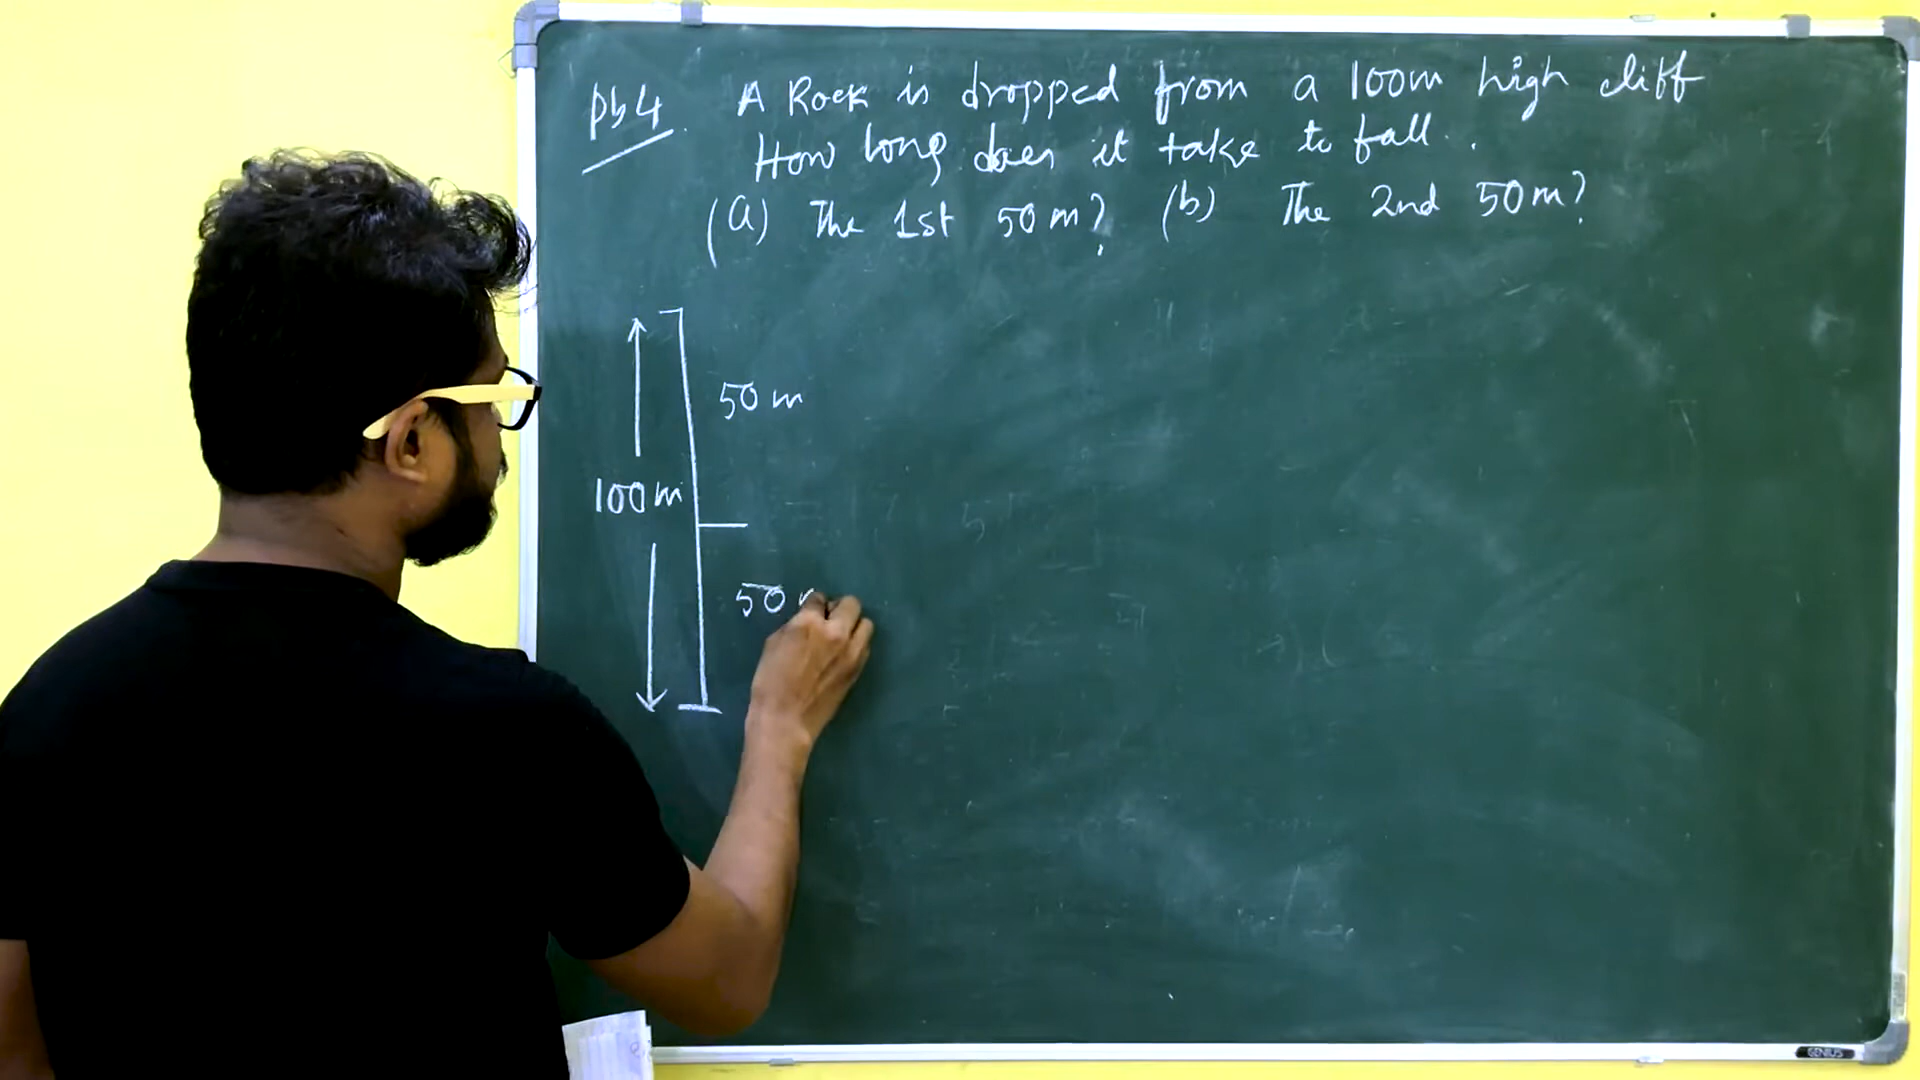 Pb4. A Rock is dropped from a 100m high cliff
How long does it take to fall.
(a) The 1st 50m? (b) The 2nd 50m?
50 m
100m
50
GENIUS